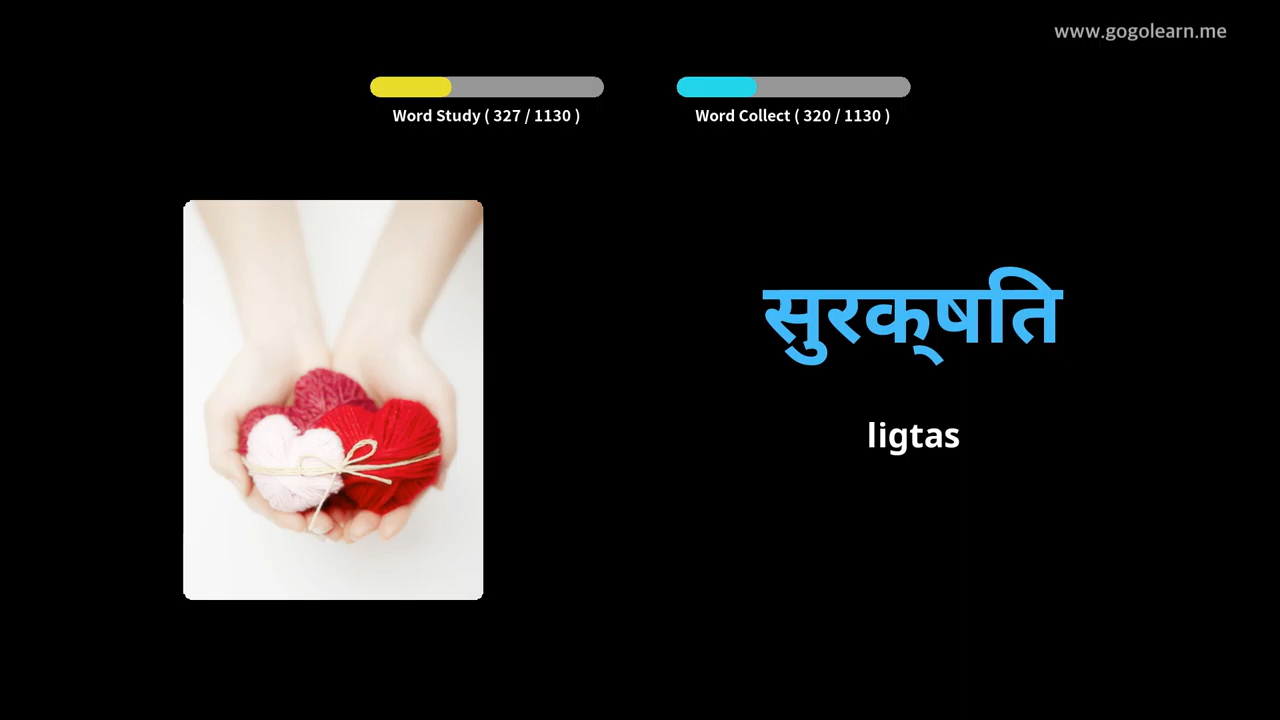 www.gogolearn.me
Word Study ( 327 / 1130 )
Word Collect ( 320 / 1130 )
सुरक्‌षति
ligtas